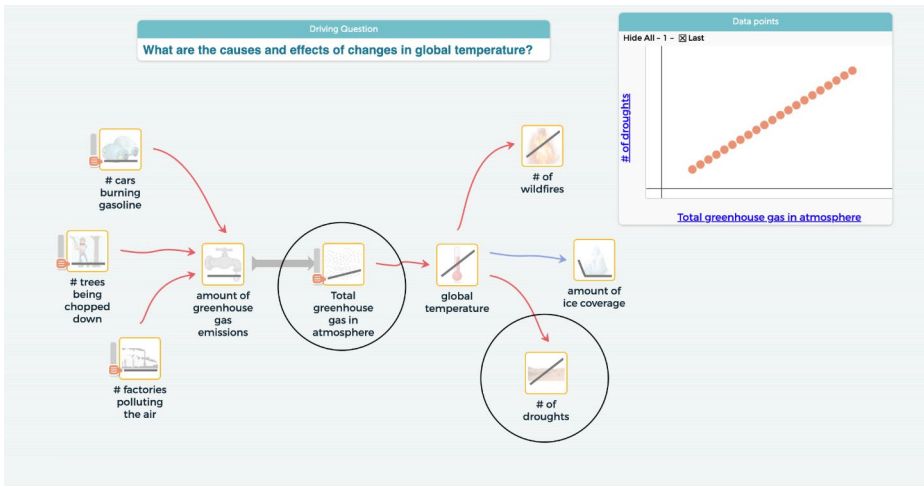 Driving Question
What are the causes and effects of changes in global temperature?
Data points
Hide All - 1 - ☒ Last
# of droughts
Total greenhouse gas in atmosphere
# cars
burning
gasoline
# of
wildfires
# trees
being
chopped
down
amount of
greenhouse
gas
emissions
Total
greenhouse
gas in
atmosphere
global
temperature
amount of
ice coverage
# factories
polluting
the air
# of
droughts